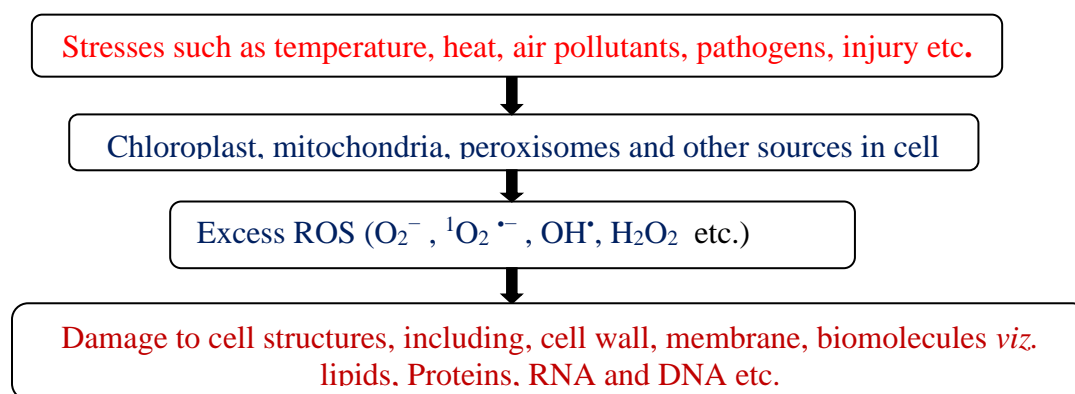 Stresses such as temperature, heat, air pollutants, pathogens, injury etc.
Chloroplast, mitochondria, peroxisomes and other sources in cell
Excess ROS (O₂⁻ , ¹O₂ •⁻ , OH•, H₂O₂ etc.)
Damage to cell structures, including, cell wall, membrane, biomolecules viz.
lipids, Proteins, RNA and DNA etc.